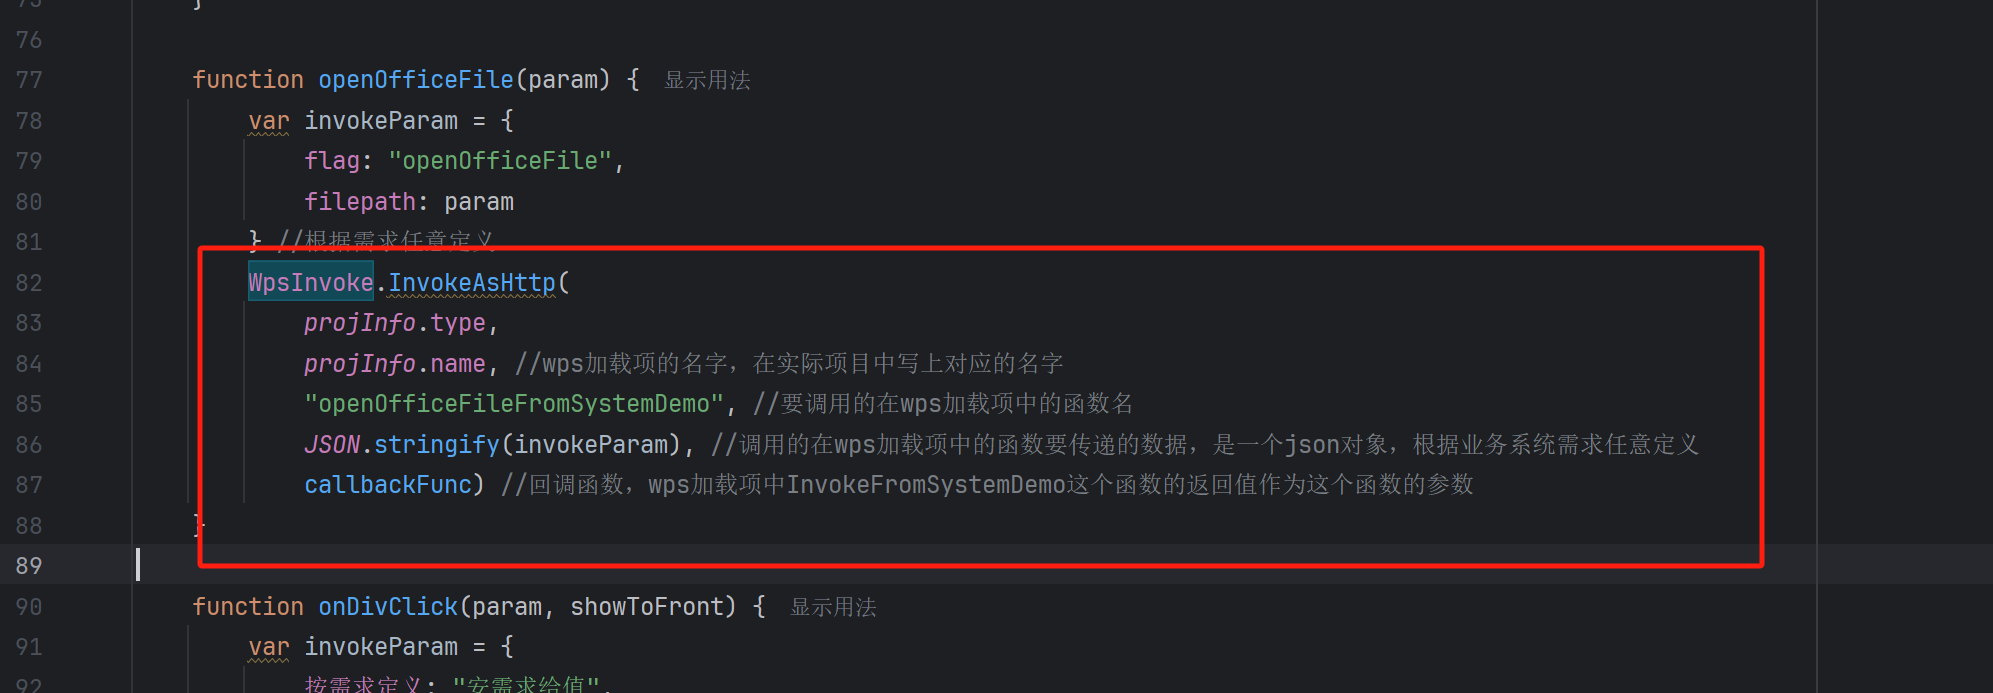 75 }
76
77 function openOfficeFile(param) { 显示用法
78 var invokeParam = {
79 flag: "openOfficeFile",
80 filepath: param
81 } //根据需求任意定义
82 WpsInvoke.InvokeAsHttp(
83 projInfo.type,
84 projInfo.name, //wps加载项的名字，在实际项目中写上对应的名字
85 "openOfficeFileFromSystemDemo", //要调用的在wps加载项中的函数名
86 JSON.stringify(invokeParam), //调用的在wps加载项中的函数要传递的数据，是一个json对象，根据业务系统需求任意定义
87 callbackFunc) //回调函数，wps加载项中InvokeFromSystemDemo这个函数的返回值作为这个函数的参数
88 }
89
90 function onDivClick(param, showToFront) { 显示用法
91 var invokeParam = {
92 按需求定义: "安需求给值",